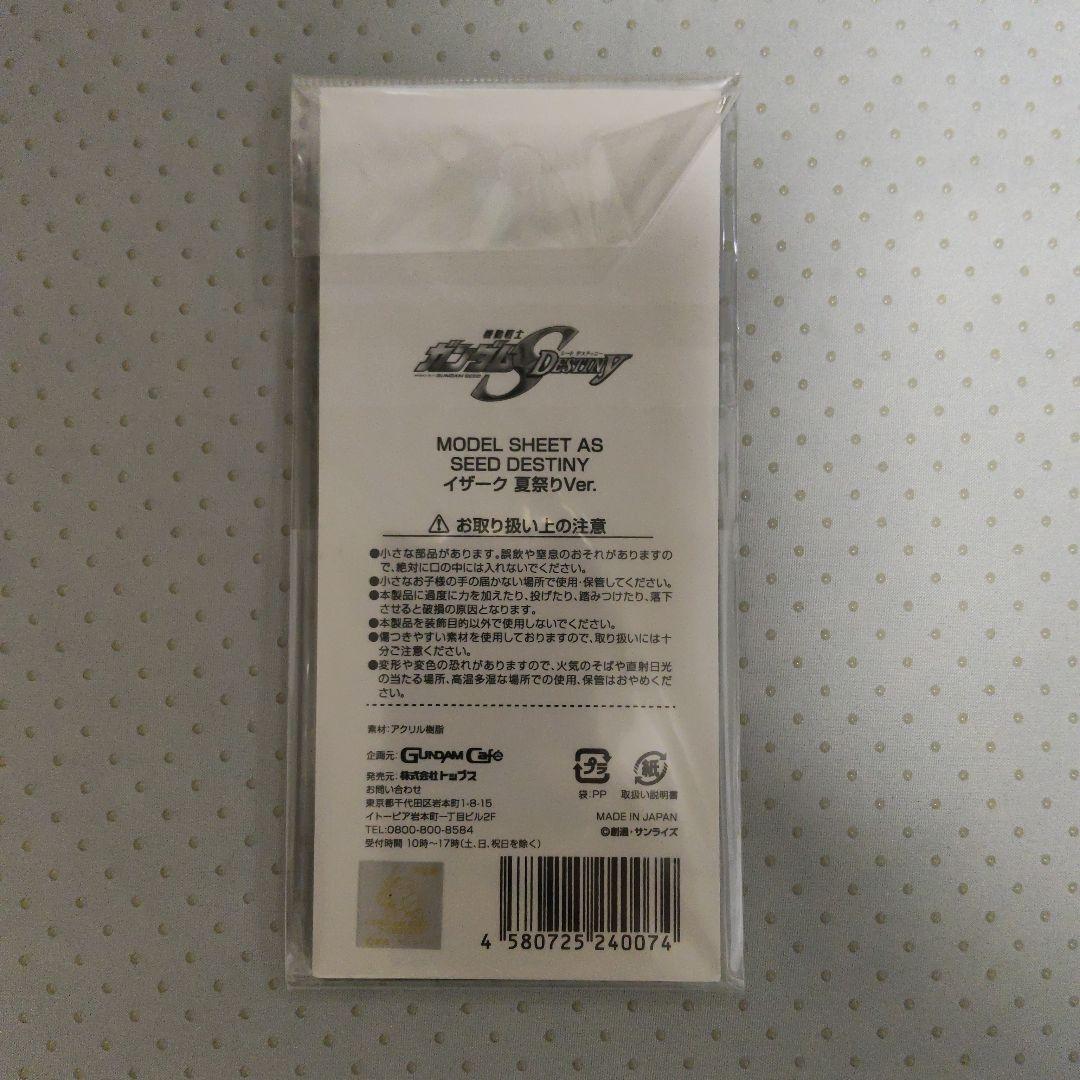 機動戦士
ガンダムSEED DESTINY
シード デスティニー
GUNDAM SEED
MODEL SHEET AS
SEED DESTINY
イザーク 夏祭りVer.
⚠ お取り扱い上の注意
●小さな部品があります。誤飲や窒息のおそれがありますの
で、絶対に口の中には入れないでください。
●小さなお子様の手の届かない場所で使用・保管してください。
●本製品に過度に力を加えたり、投げたり、踏みつけたり、落下
させると破損の原因となります。
●本製品を装飾目的以外で使用しないでください。
●傷つきやすい素材を使用しておりますので、取り扱いには十
分ご注意ください。
●変形や変色の恐れがありますので、火気のそばや直射日光
の当たる場所、高温多湿な場所での使用、保管はおやめくだ
さい。
素材:アクリル樹脂
企画元: GUNDAM Café
発売元: 株式会社トップス
お問い合わせ
東京都千代田区岩本町1-8-15
イトーピア岩本町一丁目ビル2F
TEL:0800-800-8584
受付時間 10時〜17時(土、日、祝日を除く)
プラ
紙
袋:PP
取扱い説明書
MADE IN JAPAN
©創通・サンライズ
4 580725 240074